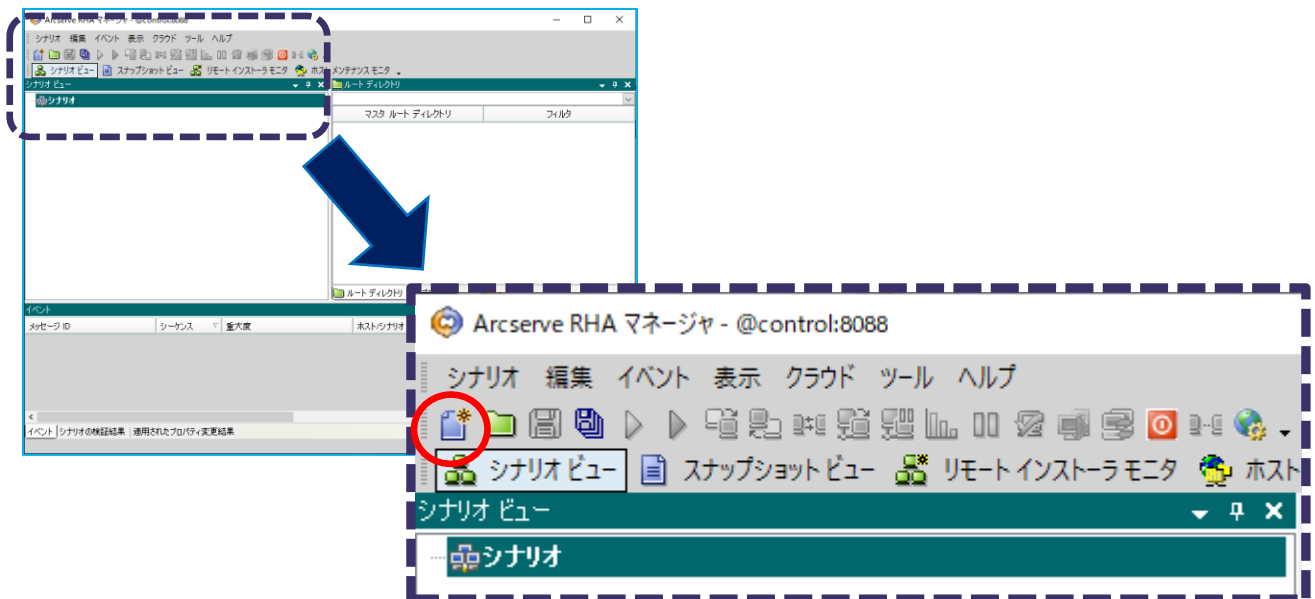 Arcserve RHA マネージャ - @control:8088
シナリオ 編集 イベント 表示 クラウド ツール ヘルプ
シナリオ ビュー スナップショット ビュー リモート インストーラ モニタ ホスト メンテナンス モニタ
シナリオ ビュー
ルート ディレクトリ
シナリオ
マスタ ルート ディレクトリ フィルタ
ルート ディレクトリ
イベント
メッセージ ID シーケンス 重大度 ホスト/シナリオ
イベント シナリオの検証結果 適用されたプロパティ変更結果
Arcserve RHA マネージャ - @control:8088
シナリオ 編集 イベント 表示 クラウド ツール ヘルプ
シナリオ ビュー スナップショット ビュー リモート インストーラ モニタ ホスト
シナリオ ビュー
シナリオ